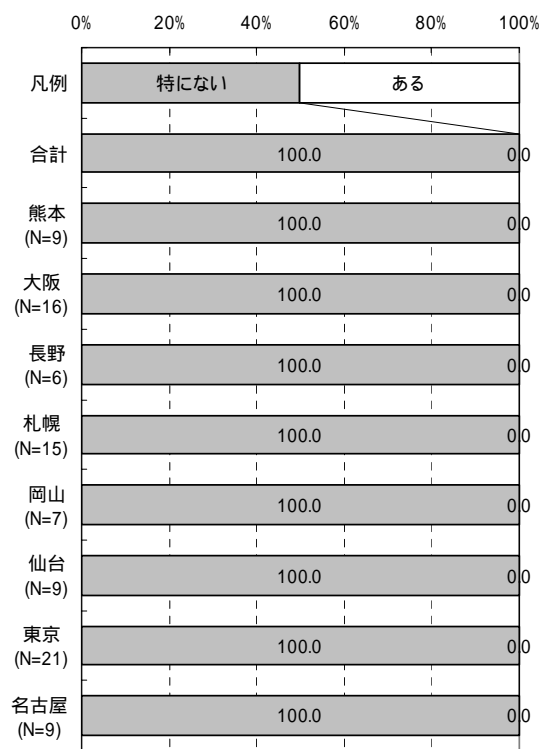 0% 20% 40% 60% 80% 100%
凡例 特にない ある
合計 100.0 0.0
熊本
(N=9) 100.0 0.0
大阪
(N=16) 100.0 0.0
長野
(N=6) 100.0 0.0
札幌
(N=15) 100.0 0.0
岡山
(N=7) 100.0 0.0
仙台
(N=9) 100.0 0.0
東京
(N=21) 100.0 0.0
名古屋
(N=9) 100.0 0.0